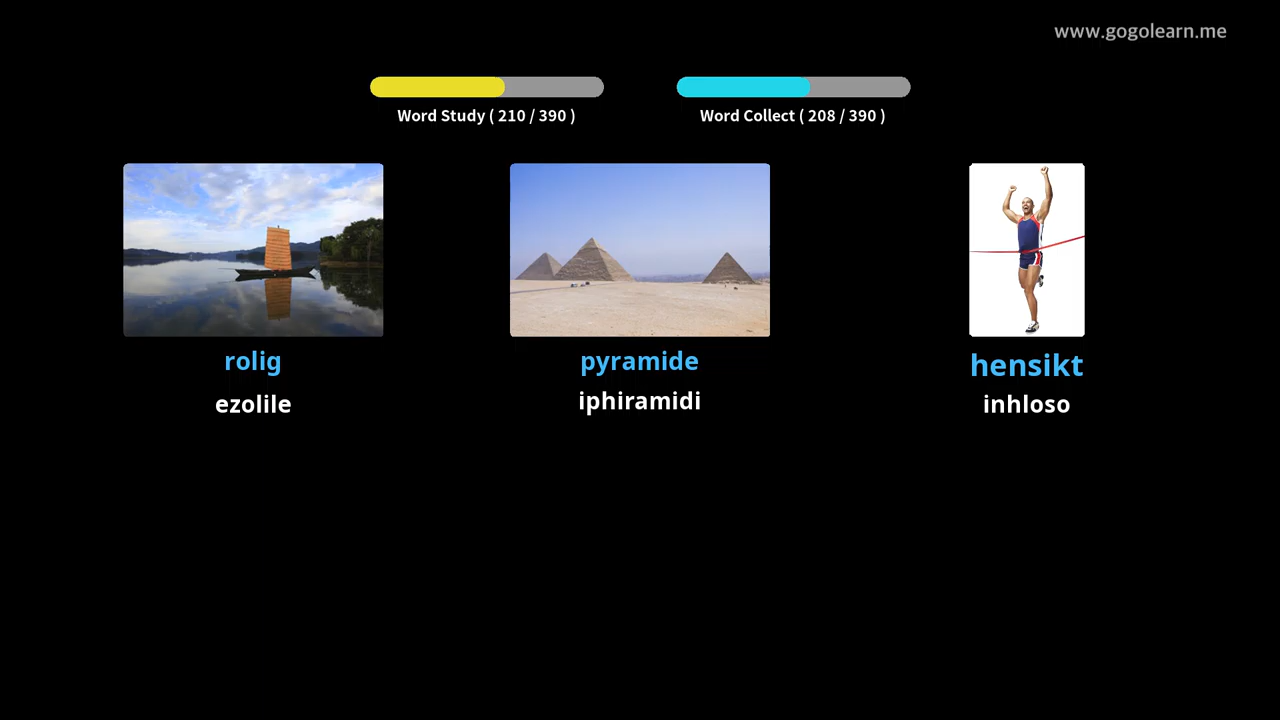 www.gogolearn.me
Word Study ( 210 / 390 )
Word Collect ( 208 / 390 )
rolig
ezolile
pyramide
iphiramidi
hensikt
inhloso